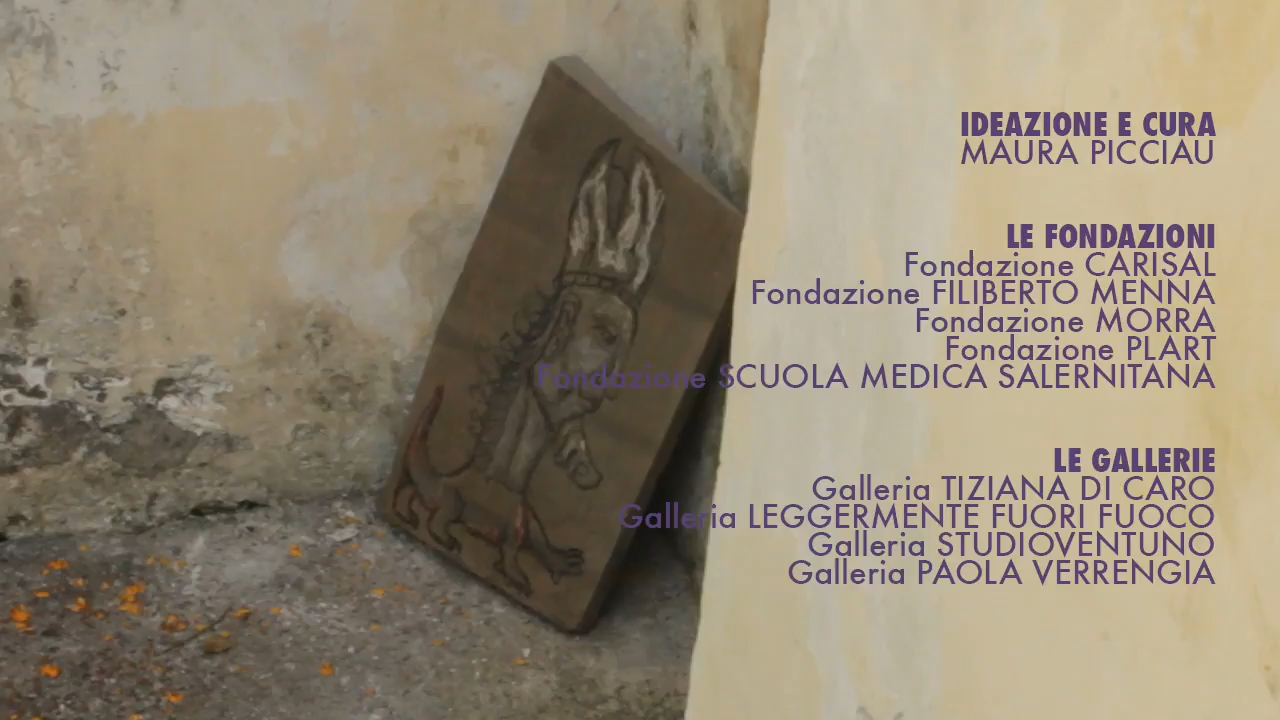 IDEAZIONE E CURA
MAURA PICCIAU
LE FONDAZIONI
Fondazione CARISAL
Fondazione FILIBERTO MENNA
Fondazione MORRA
Fondazione PLART
Fondazione SCUOLA MEDICA SALERNITANA
LE GALLERIE
Galleria TIZIANA DI CARO
Galleria LEGGERMENTE FUORI FUOCO
Galleria STUDIOVENTUNO
Galleria PAOLA VERRENGIA